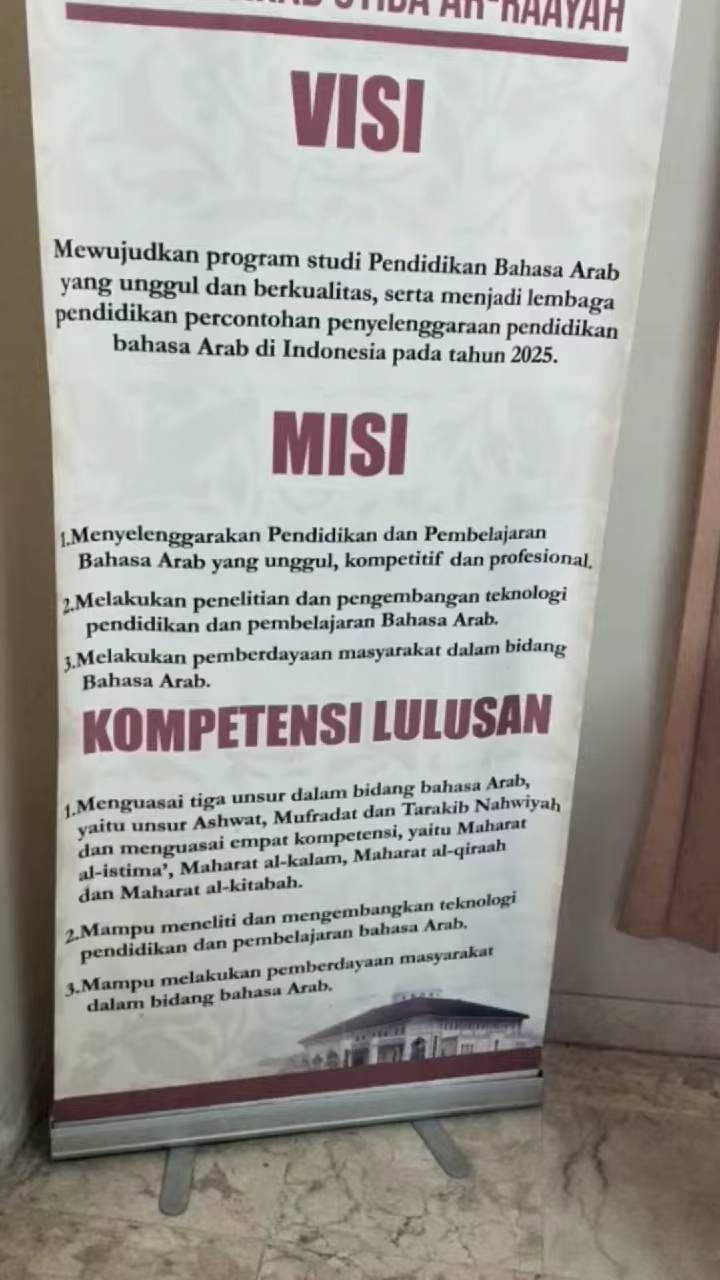 STIBA AR-RAAYAH
VISI
Mewujudkan program studi Pendidikan Bahasa Arab
yang unggul dan berkualitas, serta menjadi lembaga
pendidikan percontohan penyelenggaraan pendidikan
bahasa Arab di Indonesia pada tahun 2025.
MISI
1.Menyelenggarakan Pendidikan dan Pembelajaran
Bahasa Arab yang unggul, kompetitif dan profesional.
2.Melakukan penelitian dan pengembangan teknologi
pendidikan dan pembelajaran Bahasa Arab.
3.Melakukan pemberdayaan masyarakat dalam bidang
Bahasa Arab.
KOMPETENSI LULUSAN
1.Menguasai tiga unsur dalam bidang bahasa Arab,
yaitu unsur Ashwat, Mufradat dan Tarakib Nahwiyah
dan menguasai empat kompetensi, yaitu Maharat
al-istima’, Maharat al-kalam, Maharat al-qiraah
dan Maharat al-kitabah.
2.Mampu meneliti dan mengembangkan teknologi
pendidikan dan pembelajaran bahasa Arab.
3.Mampu melakukan pemberdayaan masyarakat
dalam bidang bahasa Arab.